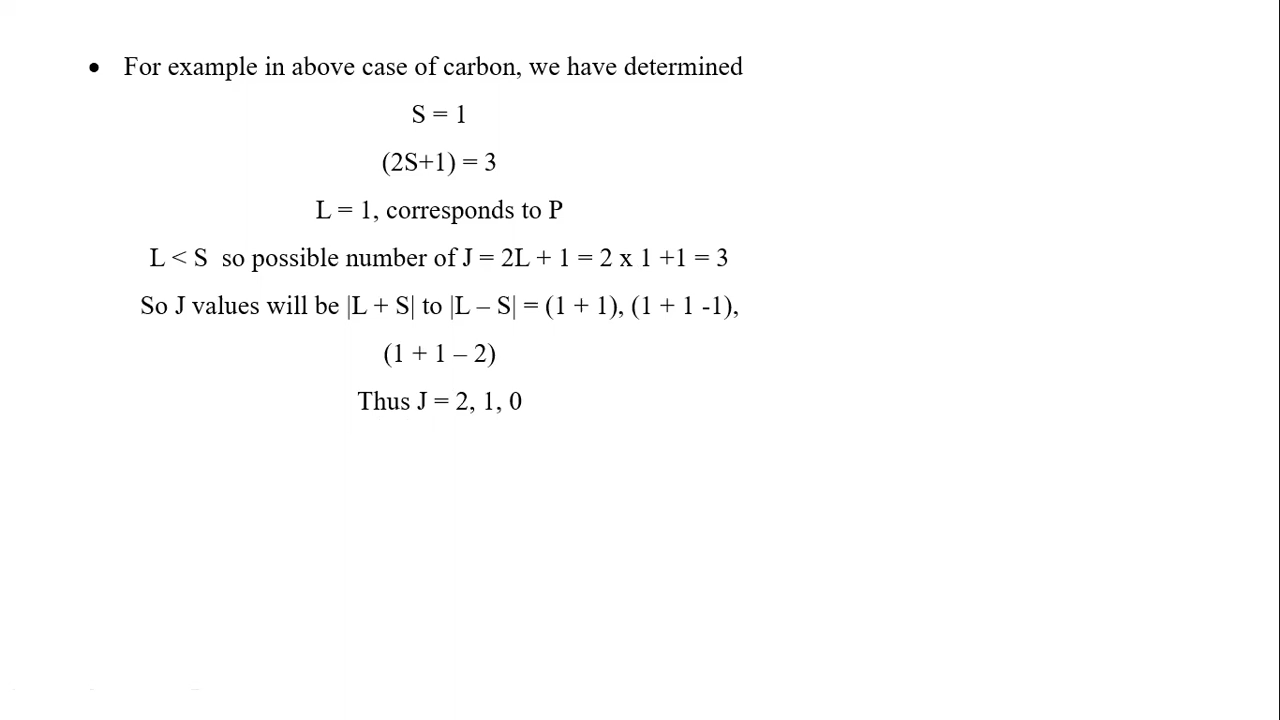 • For example in above case of carbon, we have determined
S = 1
(2S+1) = 3
L = 1, corresponds to P
L < S so possible number of J = 2L + 1 = 2 x 1 +1 = 3
So J values will be |L + S| to |L – S| = (1 + 1), (1 + 1 -1),
(1 + 1 – 2)
Thus J = 2, 1, 0